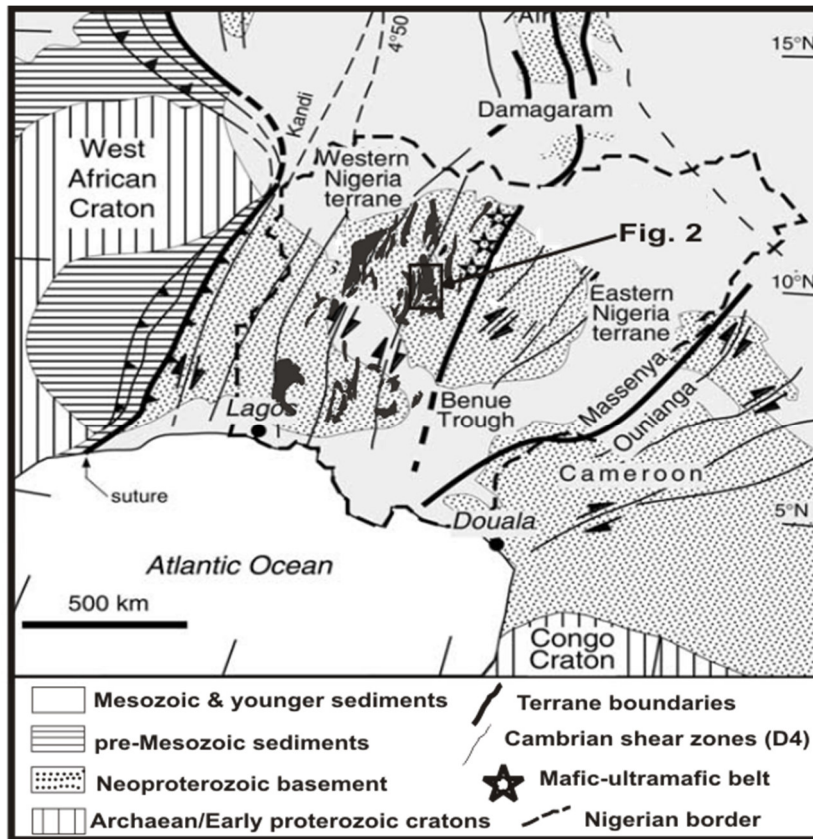 Aïr
15°N
4°50
Kandi
Damagaram
West
African
Craton
Western
Nigeria
terrane
Fig. 2
10°N
Eastern
Nigeria
terrane
Massenya
Ounianga
Benue
Trough
Lagos
Cameroon
suture
5°N
Douala
Atlantic Ocean
500 km
Congo
Craton
Mesozoic & younger sediments
Terrane boundaries
pre-Mesozoic sediments
Cambrian shear zones (D4)
Neoproterozoic basement
Mafic-ultramafic belt
Archaean/Early proterozoic cratons
Nigerian border